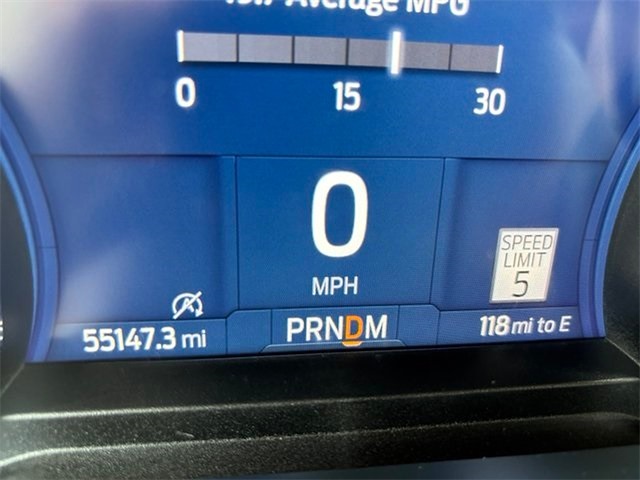 Average MPG
0 15 30
0
MPH
SPEED
LIMIT
5
55147.3 mi
PRNDM
118 mi to E